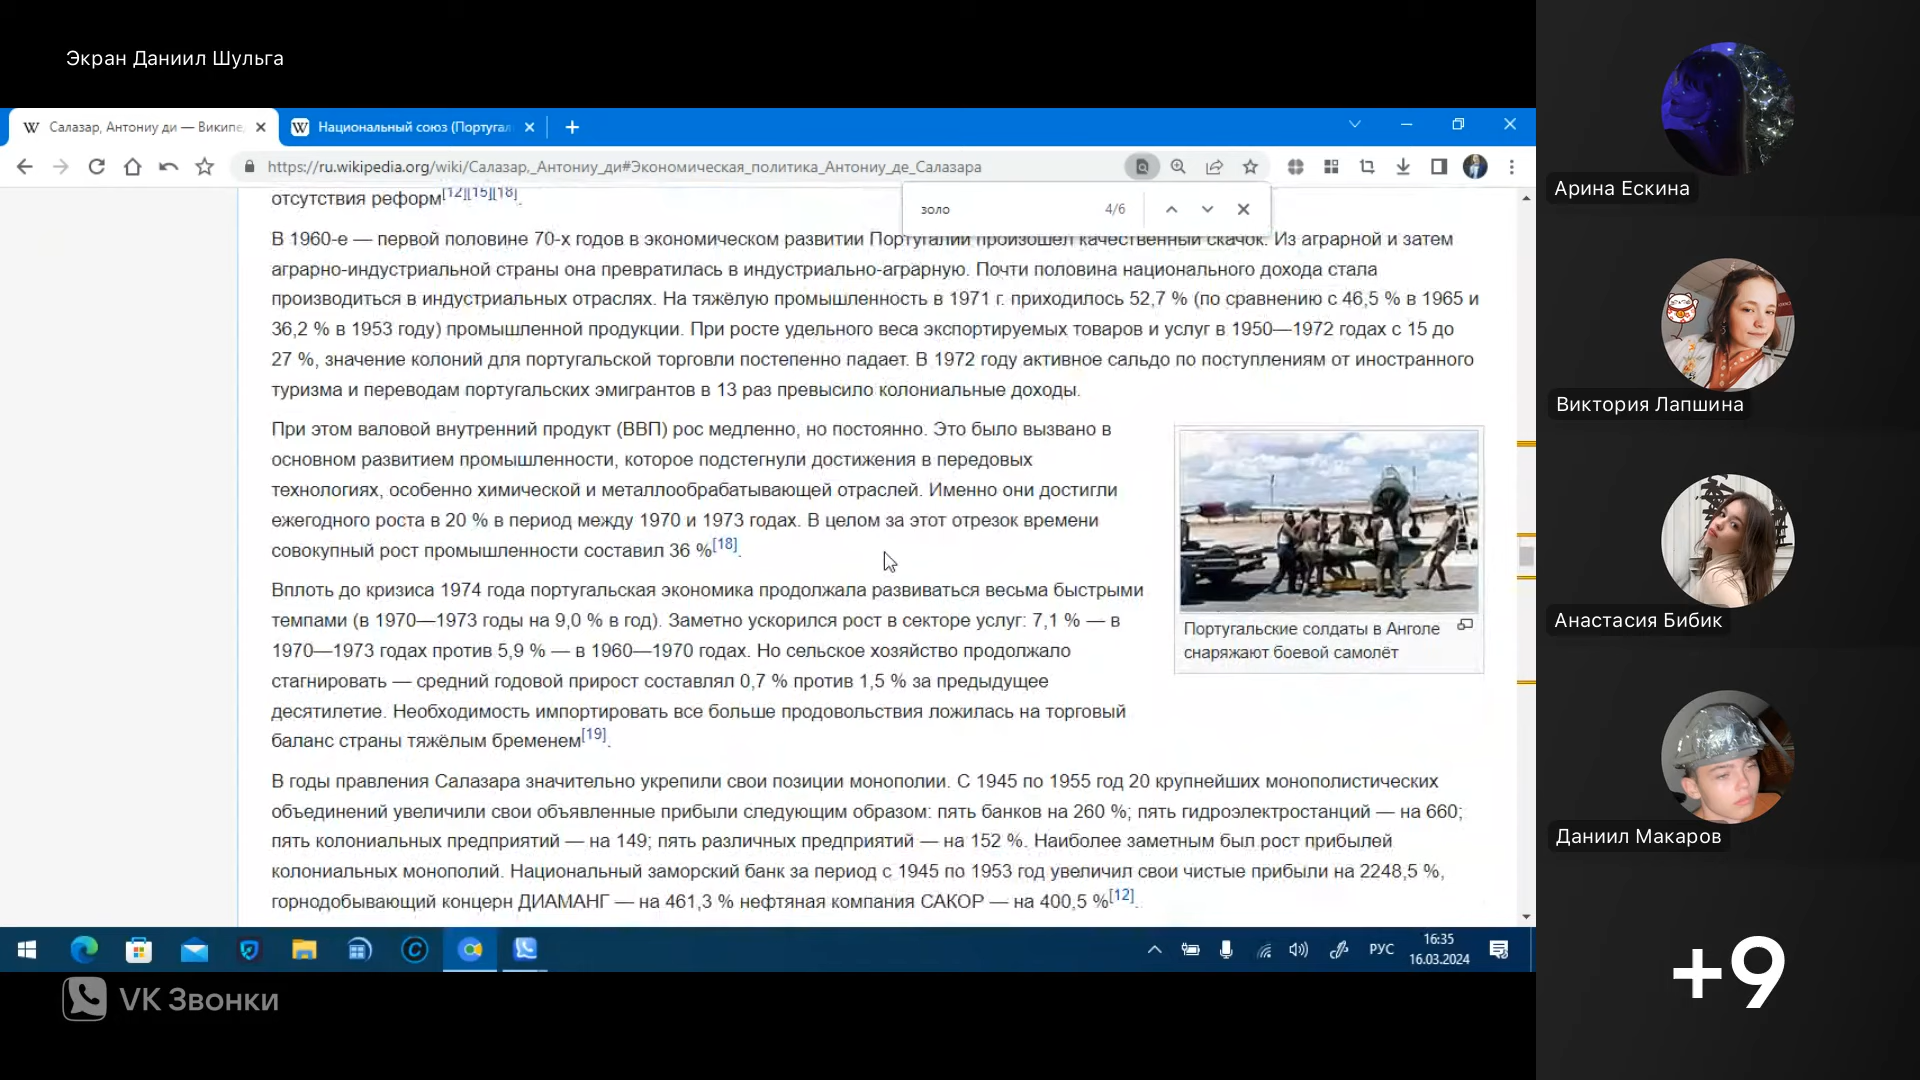 Экран Даниил Шульга
Салазар, Антониу ди — Википе
Национальный союз (Португал
https://ru.wikipedia.org/wiki/Салазар,_Антониу_ди#Экономическая_политика_Антониу_де_Салазара
золо 4/6
отсутствия реформ[12][15][18].
В 1960-е — первой половине 70-х годов в экономическом развитии Португалии произошёл качественный скачок. Из аграрной и затем
аграрно-индустриальной страны она превратилась в индустриально-аграрную. Почти половина национального дохода стала
производиться в индустриальных отраслях. На тяжёлую промышленность в 1971 г. приходилось 52,7 % (по сравнению с 46,5 % в 1965 и
36,2 % в 1953 году) промышленной продукции. При росте удельного веса экспортируемых товаров и услуг в 1950—1972 годах с 15 до
27 %, значение колоний для португальской торговли постепенно падает. В 1972 году активное сальдо по поступлениям от иностранного
туризма и переводам португальских эмигрантов в 13 раз превысило колониальные доходы.
При этом валовой внутренний продукт (ВВП) рос медленно, но постоянно. Это было вызвано в
основном развитием промышленности, которое подстегнули достижения в передовых
технологиях, особенно химической и металлообрабатывающей отраслей. Именно они достигли
ежегодного роста в 20 % в период между 1970 и 1973 годах. В целом за этот отрезок времени
совокупный рост промышленности составил 36 %[18].
Португальские солдаты в Анголе
снаряжают боевой самолёт
Вплоть до кризиса 1974 года португальская экономика продолжала развиваться весьма быстрыми
темпами (в 1970—1973 годы на 9,0 % в год). Заметно ускорился рост в секторе услуг: 7,1 % — в
1970—1973 годах против 5,9 % — в 1960—1970 годах. Но сельское хозяйство продолжало
стагнировать — средний годовой прирост составлял 0,7 % против 1,5 % за предыдущее
десятилетие. Необходимость импортировать все больше продовольствия ложилась на торговый
баланс страны тяжёлым бременем[19].
В годы правления Салазара значительно укрепили свои позиции монополии. С 1945 по 1955 год 20 крупнейших монополистических
объединений увеличили свои объявленные прибыли следующим образом: пять банков на 260 %; пять гидроэлектростанций — на 660;
пять колониальных предприятий — на 149; пять различных предприятий — на 152 %. Наиболее заметным был рост прибылей
колониальных монополий. Национальный заморский банк за период с 1945 по 1953 год увеличил свои чистые прибыли на 2248,5 %,
горнодобывающий концерн ДИАМАНГ — на 461,3 % нефтяная компания САКОР — на 400,5 %[12].
РУС
16:35
16.03.2024
VK Звонки
Арина Ескина
Виктория Лапшина
Анастасия Бибик
Даниил Макаров
+9